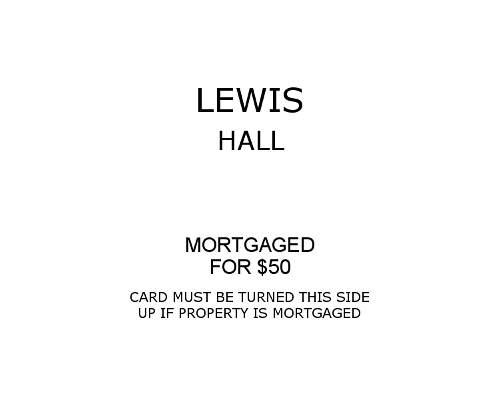 LEWIS
HALL
MORTGAGED
FOR $50
CARD MUST BE TURNED THIS SIDE
UP IF PROPERTY IS MORTGAGED